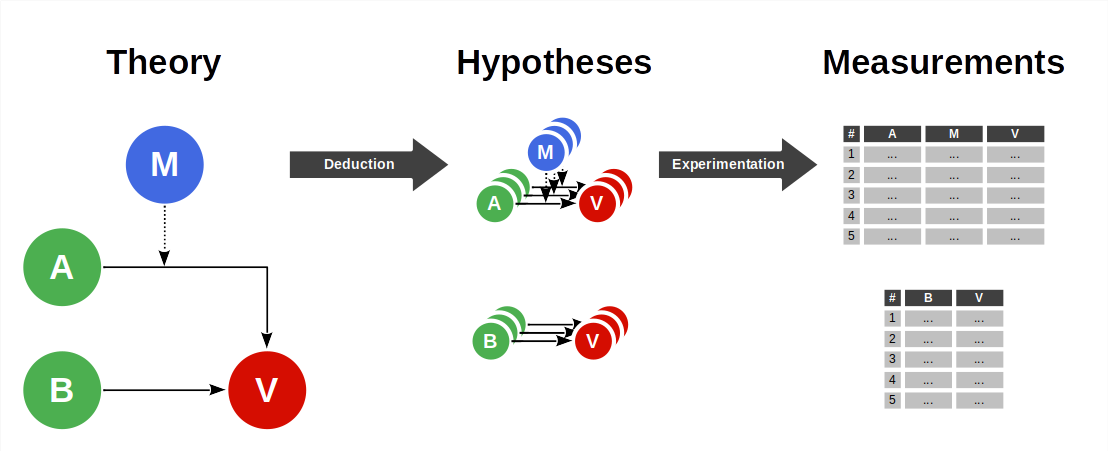 Theory
Hypotheses
Measurements
M
A
B
V
Deduction
M
A
V
B
V
Experimentation
# A M V
1 ... ... ...
2 ... ... ...
3 ... ... ...
4 ... ... ...
5 ... ... ...
# B V
1 ... ...
2 ... ...
3 ... ...
4 ... ...
5 ... ...